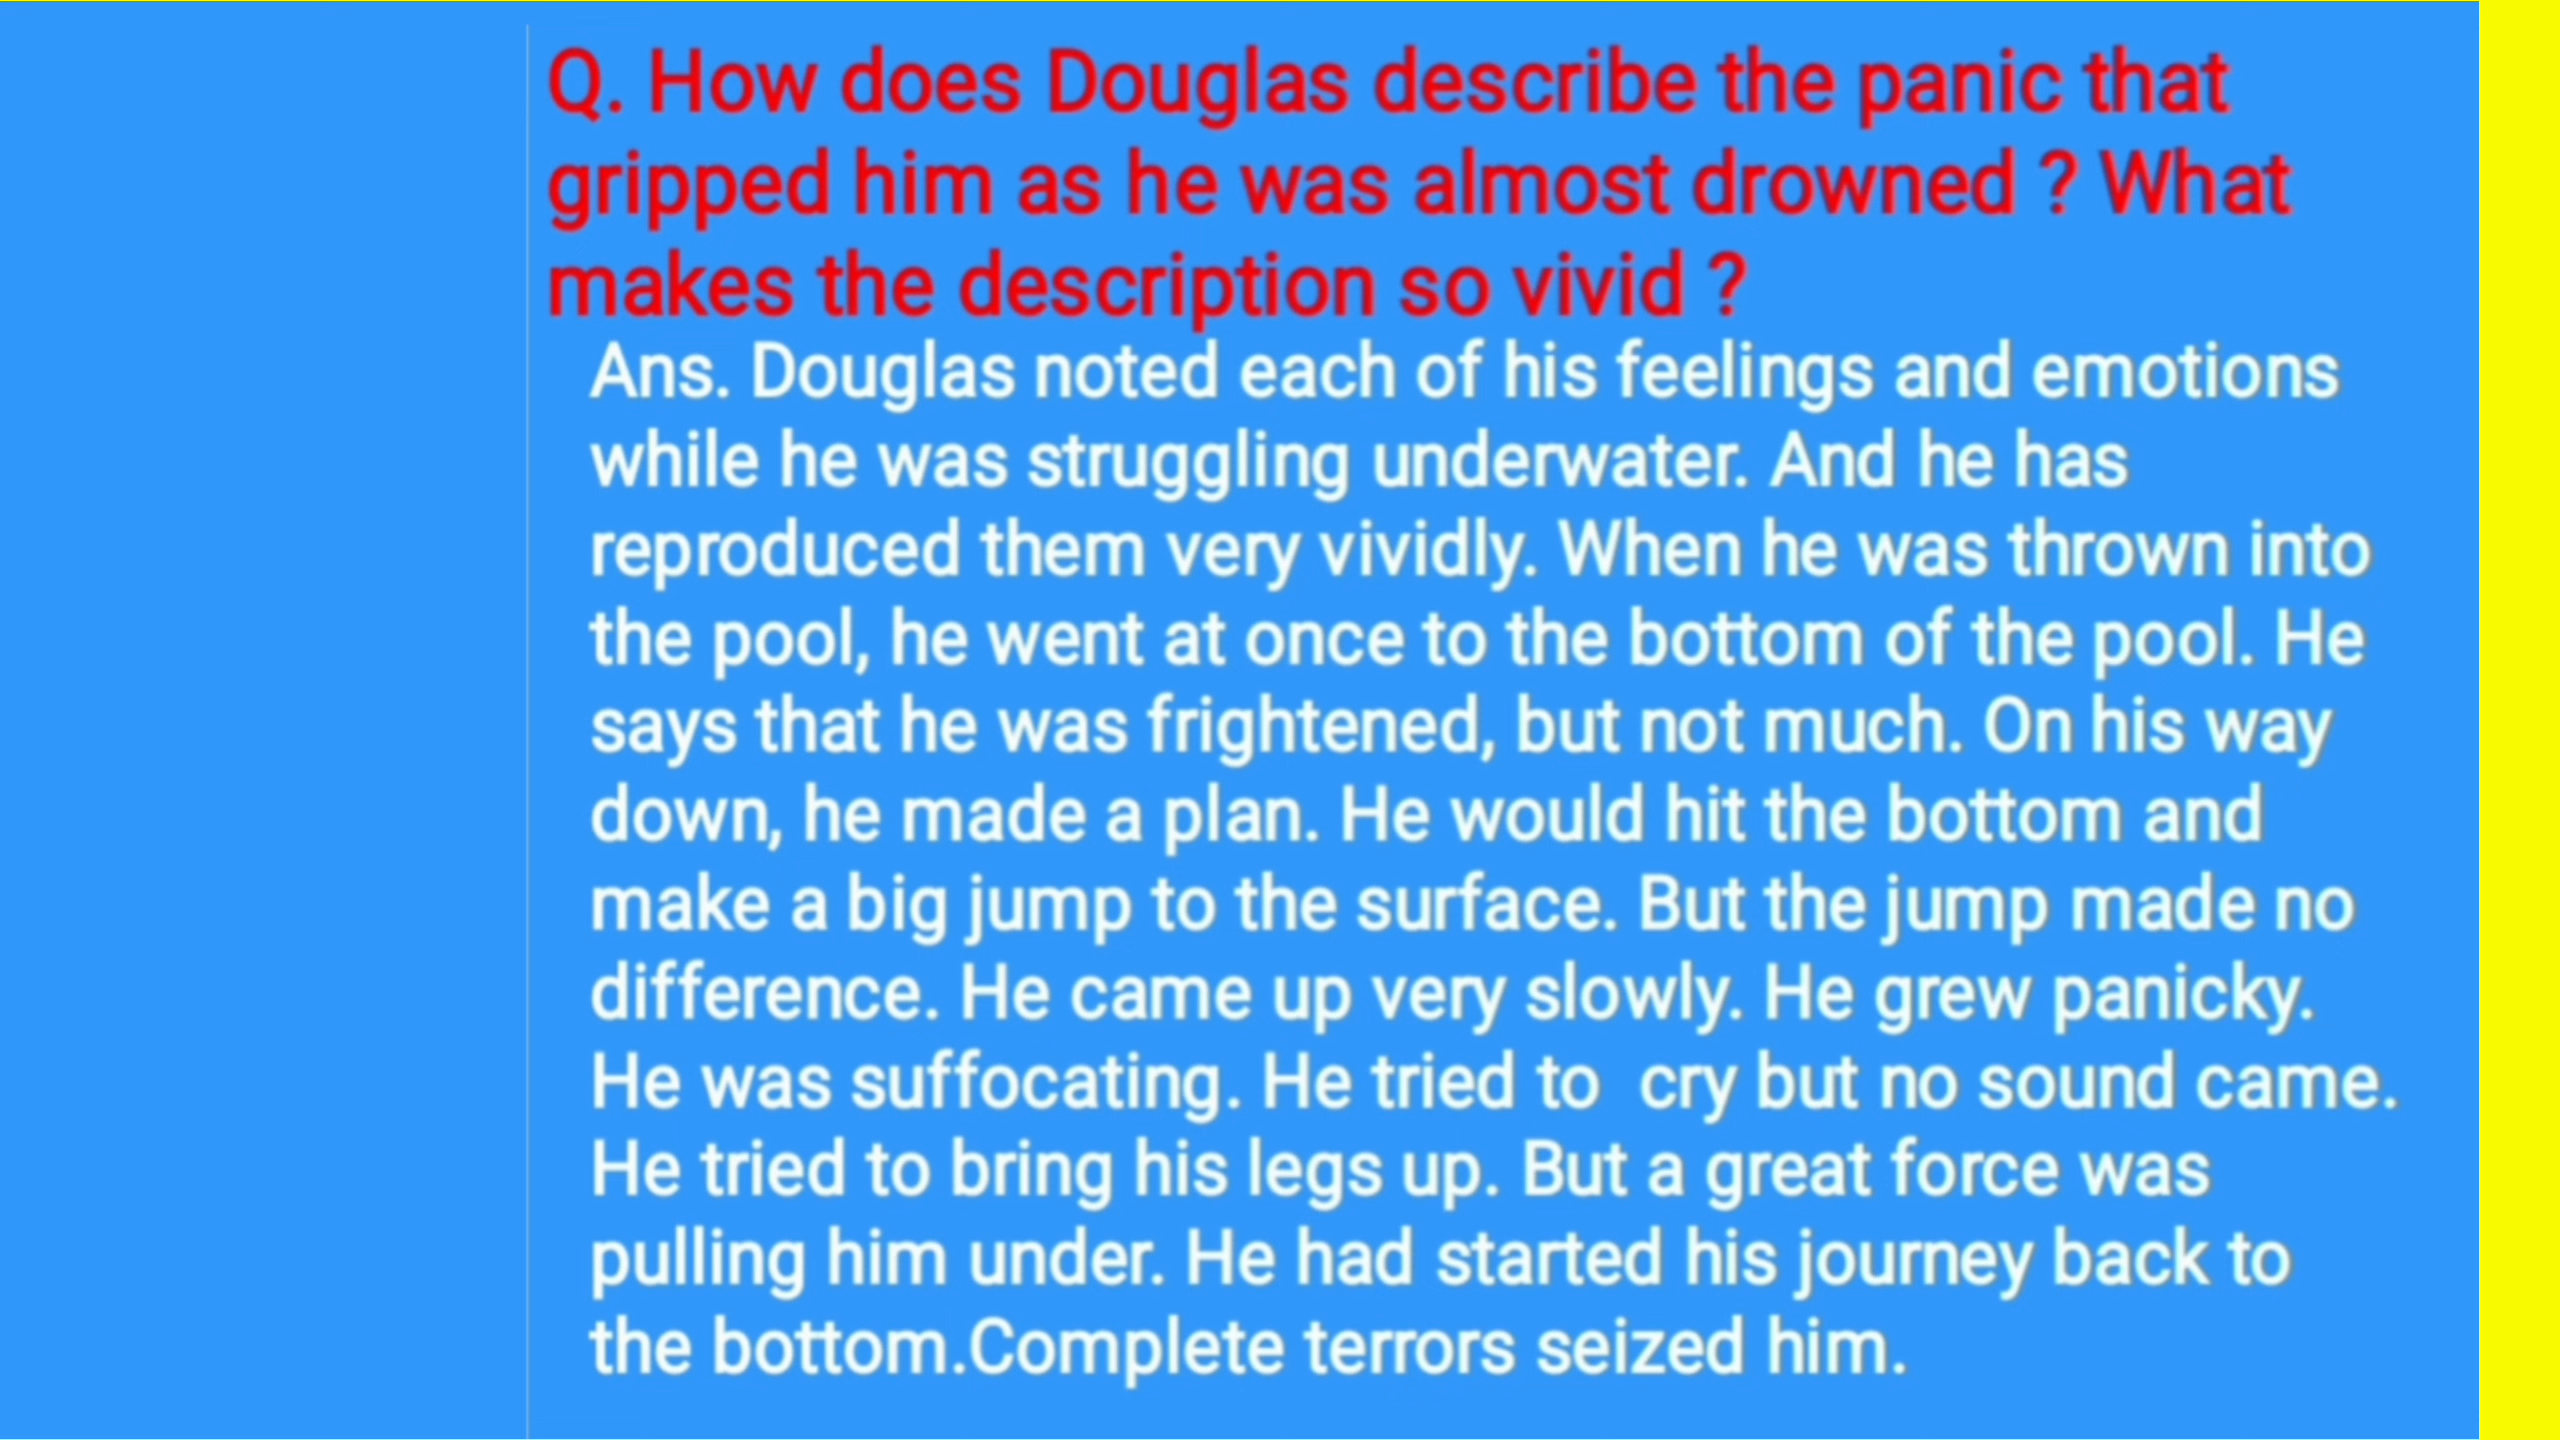 Q. How does Douglas describe the panic that
gripped him as he was almost drowned ? What
makes the description so vivid ?
Ans. Douglas noted each of his feelings and emotions
while he was struggling underwater. And he has
reproduced them very vividly. When he was thrown into
the pool, he went at once to the bottom of the pool. He
says that he was frightened, but not much. On his way
down, he made a plan. He would hit the bottom and
make a big jump to the surface. But the jump made no
difference. He came up very slowly. He grew panicky.
He was suffocating. He tried to  cry but no sound came.
He tried to bring his legs up. But a great force was
pulling him under. He had started his journey back to
the bottom.Complete terrors seized him.